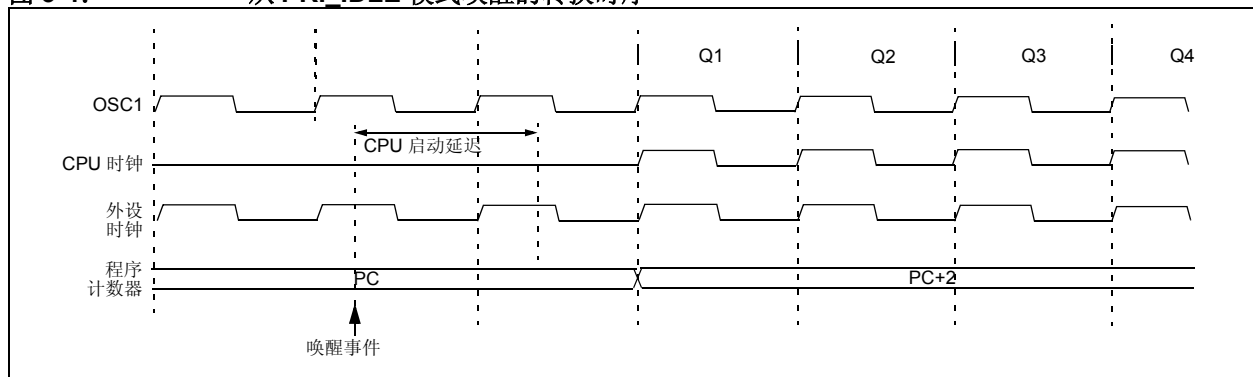 Q1 Q2 Q3 Q4
OSC1
CPU 启动延迟
CPU 时钟
外设
时钟
程序
计数器
PC PC+2
唤醒事件